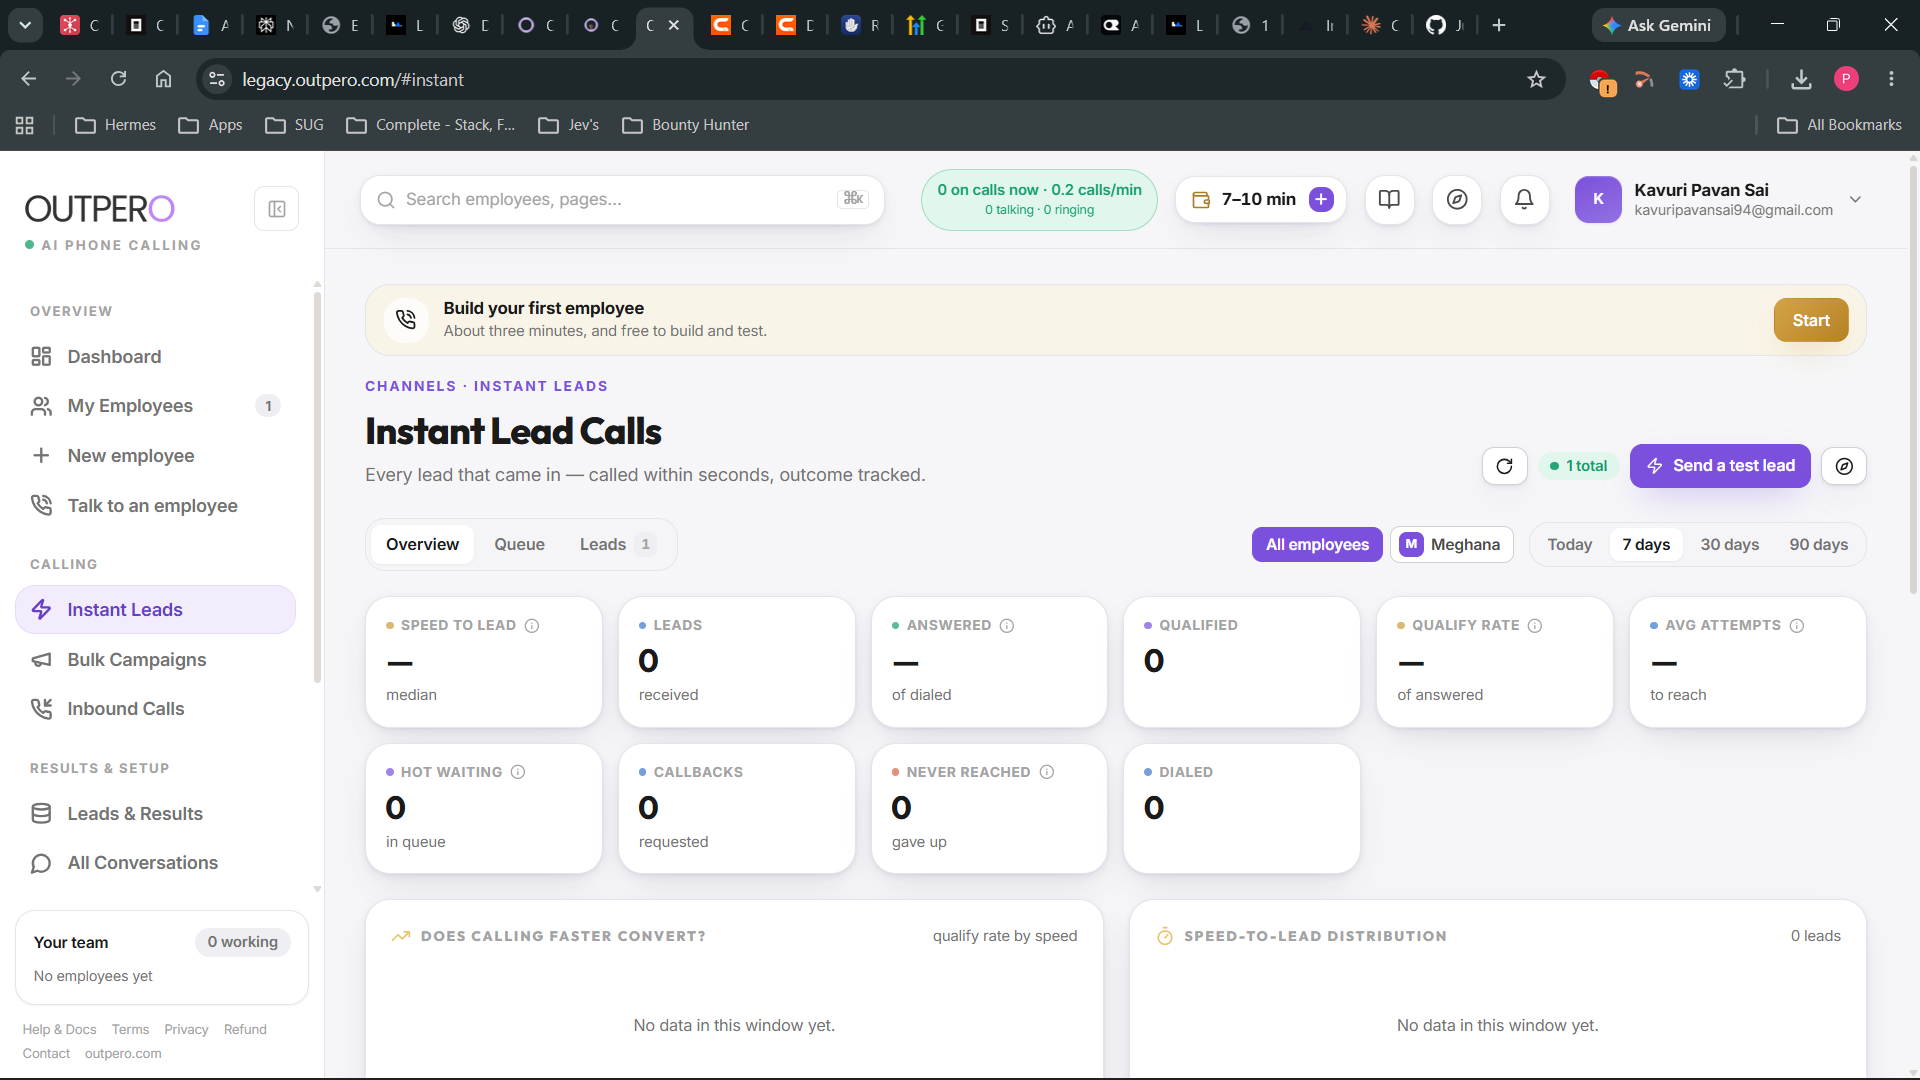 Ask Gemini
legacy.outpero.com/#instant
Hermes
Apps
SUG
Complete - Stack, F...
Jev's
Bounty Hunter
All Bookmarks
OUTPERO
AI PHONE CALLING
Search employees, pages...
⌘K
0 on calls now · 0.2 calls/min
0 talking · 0 ringing
7–10 min
K
Kavuri Pavan Sai
kavuripavansai94@gmail.com
OVERVIEW
Dashboard
My Employees 1
New employee
Talk to an employee
CALLING
Instant Leads
Bulk Campaigns
Inbound Calls
RESULTS & SETUP
Leads & Results
All Conversations
Your team 0 working
No employees yet
Help & Docs Terms Privacy Refund
Contact outpero.com
Build your first employee
About three minutes, and free to build and test.
Start
CHANNELS · INSTANT LEADS
Instant Lead Calls
Every lead that came in — called within seconds, outcome tracked.
1 total
Send a test lead
Overview Queue Leads 1
All employees M Meghana
Today 7 days 30 days 90 days
SPEED TO LEAD
—
median
LEADS
0
received
ANSWERED
—
of dialed
QUALIFIED
0
QUALIFY RATE
—
of answered
AVG ATTEMPTS
—
to reach
HOT WAITING
0
in queue
CALLBACKS
0
requested
NEVER REACHED
0
gave up
DIALED
0
DOES CALLING FASTER CONVERT? qualify rate by speed
No data in this window yet.
SPEED-TO-LEAD DISTRIBUTION 0 leads
No data in this window yet.